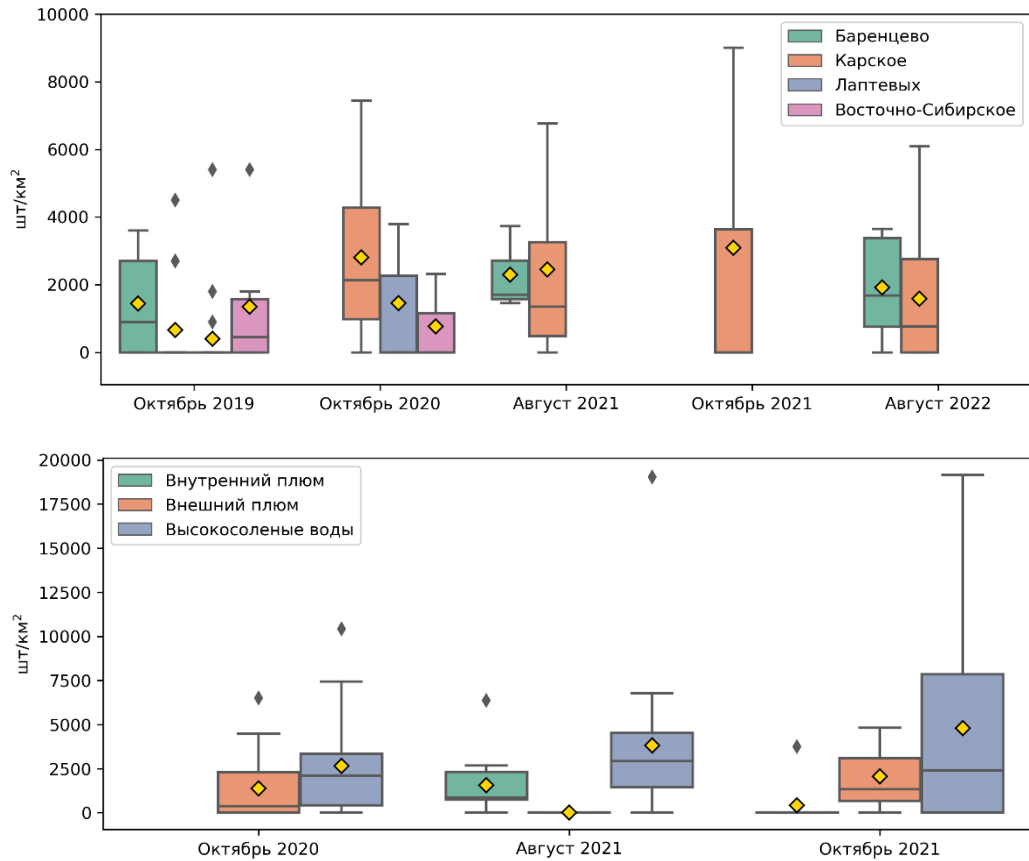 10000
8000
6000
4000
2000
0
шт/км²
Баренцево
Карское
Лаптевых
Восточно-Сибирское
Октябрь 2019 Октябрь 2020 Август 2021 Октябрь 2021 Август 2022
20000
17500
15000
12500
10000
7500
5000
2500
0
шт/км²
Внутренний плюм
Внешний плюм
Высокосоленые воды
Октябрь 2020 Август 2021 Октябрь 2021